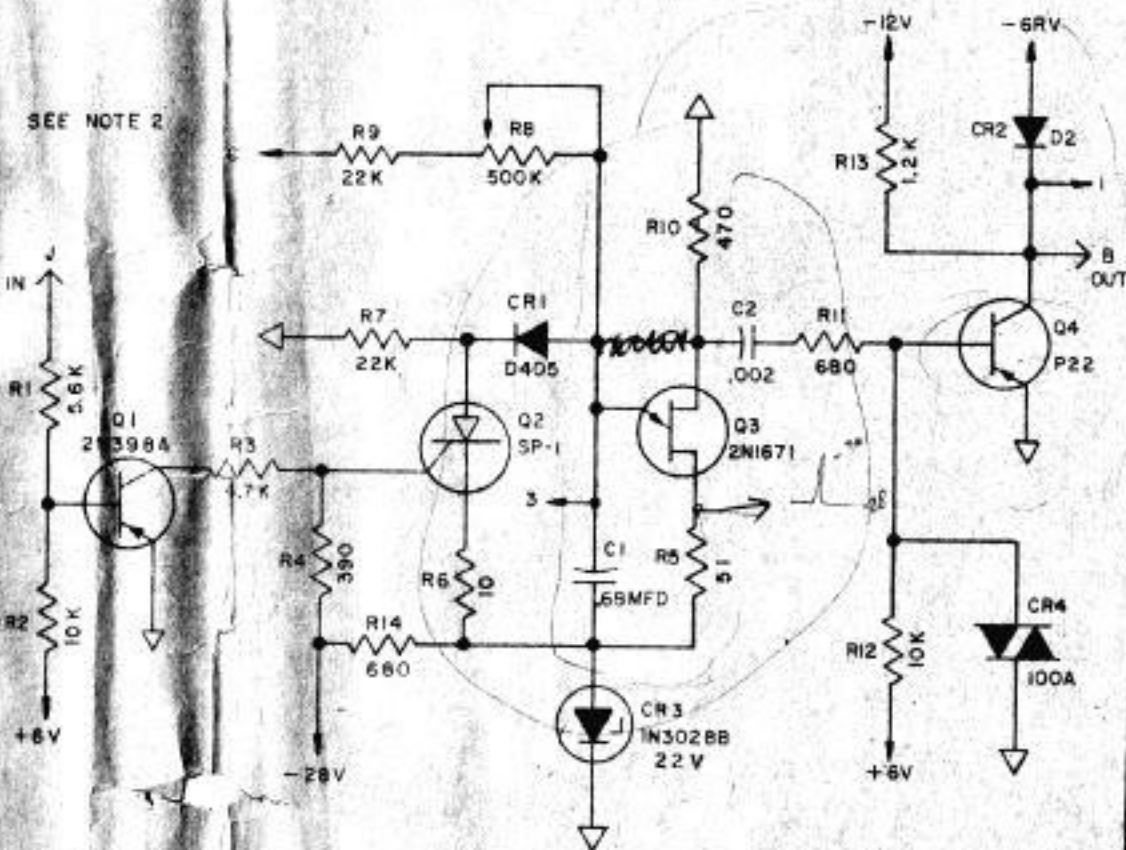 -12V
-6RV
SEE NOTE 2
R9
22K
R8
500K
R13
1.2K
CR2
D2
1
R10
470
B
OUT
IN
J
R7
22K
CR1
D405
C2
.002
R11
680
Q4
P22
R1
5.6K
Q1
2N398A
R3
4.7K
Q2
SP-1
Q3
2N1671
3
R4
390
R6
10
C1
.68MFD
R5
51
R2
10K
R14
680
R12
10K
CR4
100A
+6V
-28V
CR3
1N3028B
22V
+6V